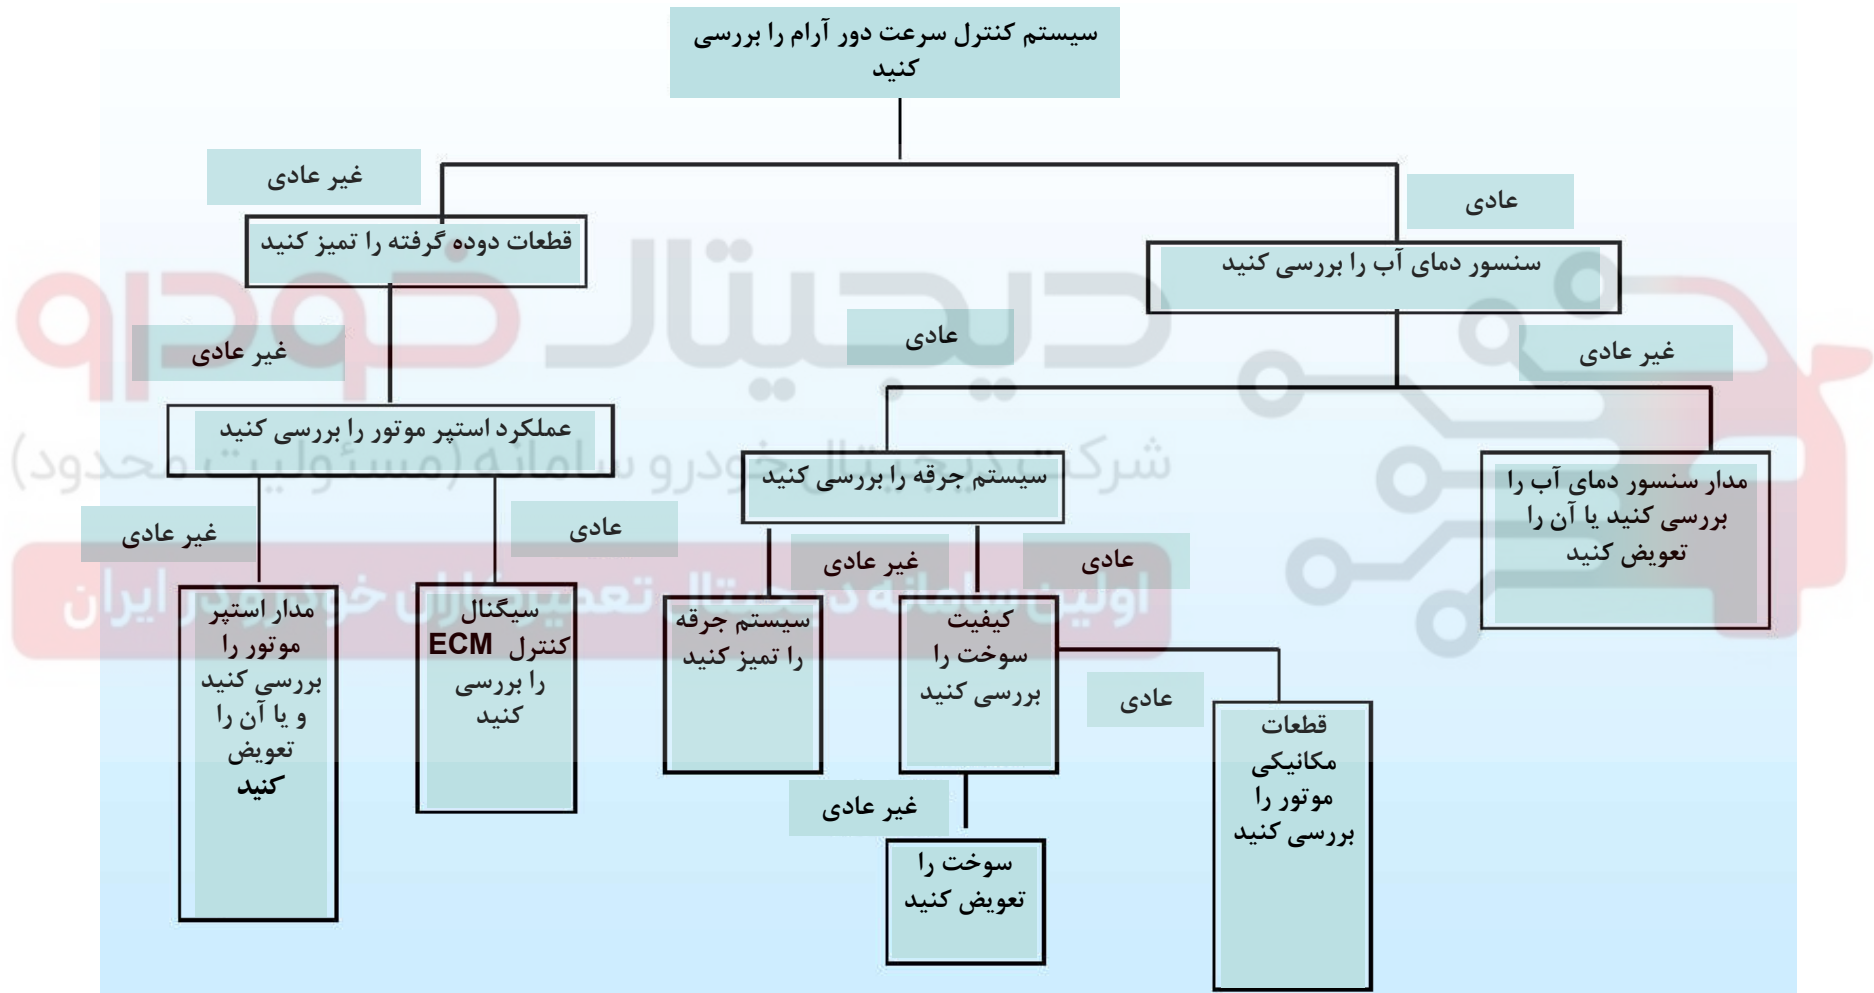 سیستم کنترل سرعت دور آرام را بررسی
کنید
غیر عادی
عادی
قطعات دوده گرفته را تمیز کنید
سنسور دمای آب را بررسی کنید
غیر عادی
عادی
غیر عادی
عملکرد استپر موتور را بررسی کنید
سیستم جرقه را بررسی کنید
مدار سنسور دمای آب را
بررسی کنید یا آن را
تعویض کنید
غیر عادی
عادی
غیر عادی
عادی
مدار استپر
موتور را
بررسی کنید
و یا آن را
تعویض
کنید
سیگنال
کنترل ECM
را بررسی
کنید
سیستم جرقه
را تمیز کنید
کیفیت
سوخت را
بررسی کنید
عادی
قطعات
مکانیکی
موتور را
بررسی کنید
غیر عادی
سوخت را
تعویض کنید
دیجیتال خودرو
شرکت دیجیتال خودرو سامانه (مسئولیت محدود)
اولین سامانه دیجیتال تعمیرکاران خودرو در ایران